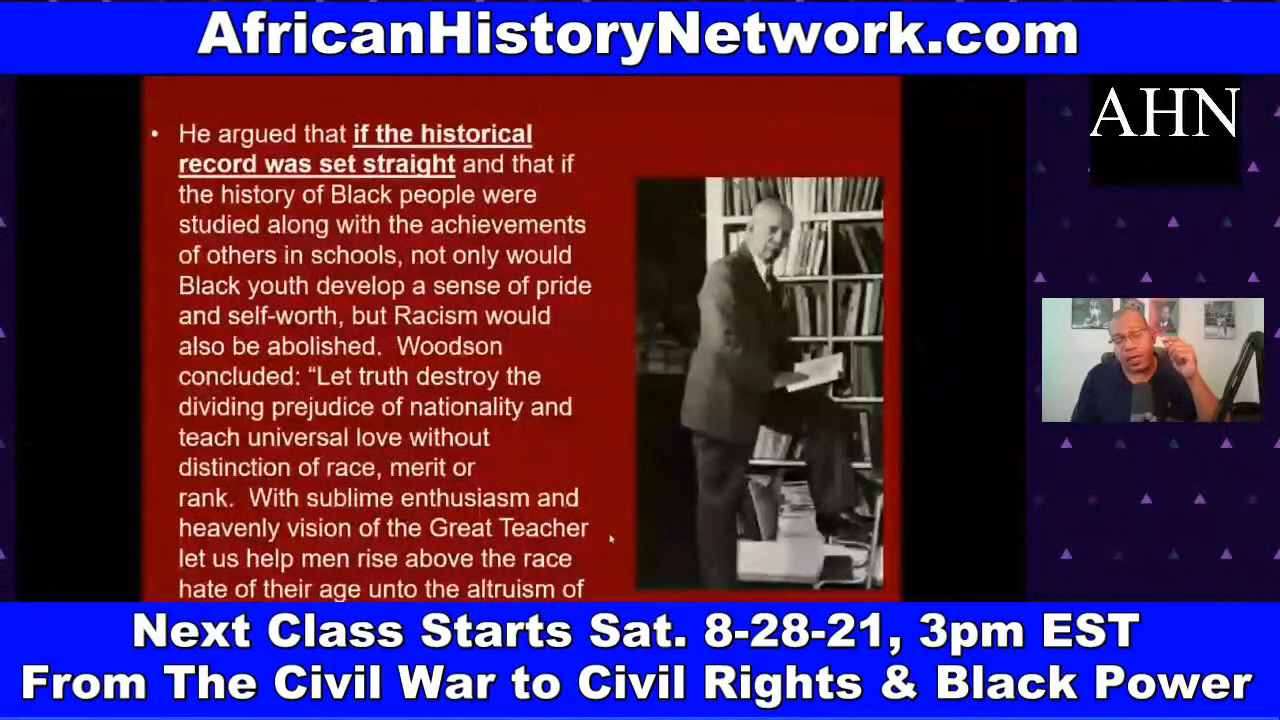 AfricanHistoryNetwork.com
AHN
• He argued that if the historical
record was set straight and that if
the history of Black people were
studied along with the achievements
of others in schools, not only would
Black youth develop a sense of pride
and self-worth, but Racism would
also be abolished. Woodson
concluded: “Let truth destroy the
dividing prejudice of nationality and
teach universal love without
distinction of race, merit or
rank. With sublime enthusiasm and
heavenly vision of the Great Teacher
let us help men rise above the race
hate of their age unto the altruism of
Next Class Starts Sat. 8-28-21, 3pm EST
From The Civil War to Civil Rights & Black Power